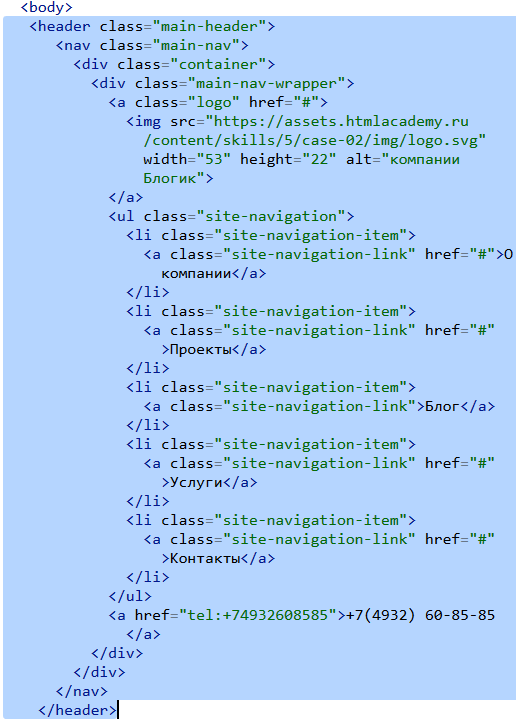 <body>
<header class="main-header">
<nav class="main-nav">
<div class="container">
<div class="main-nav-wrapper">
<a class="logo" href="#">
<img src="https://assets.htmlacademy.ru
/content/skills/5/case-02/img/logo.svg"
width="53" height="22" alt="компании
Блогик">
</a>
<ul class="site-navigation">
<li class="site-navigation-item">
<a class="site-navigation-link" href="#">О
компании</a>
</li>
<li class="site-navigation-item">
<a class="site-navigation-link" href="#"
>Проекты</a>
</li>
<li class="site-navigation-item">
<a class="site-navigation-link">Блог</a>
</li>
<li class="site-navigation-item">
<a class="site-navigation-link" href="#"
>Услуги</a>
</li>
<li class="site-navigation-item">
<a class="site-navigation-link" href="#"
>Контакты</a>
</li>
</ul>
<a href="tel:+74932608585">+7(4932) 60-85-85
</a>
</div>
</div>
</nav>
</header>